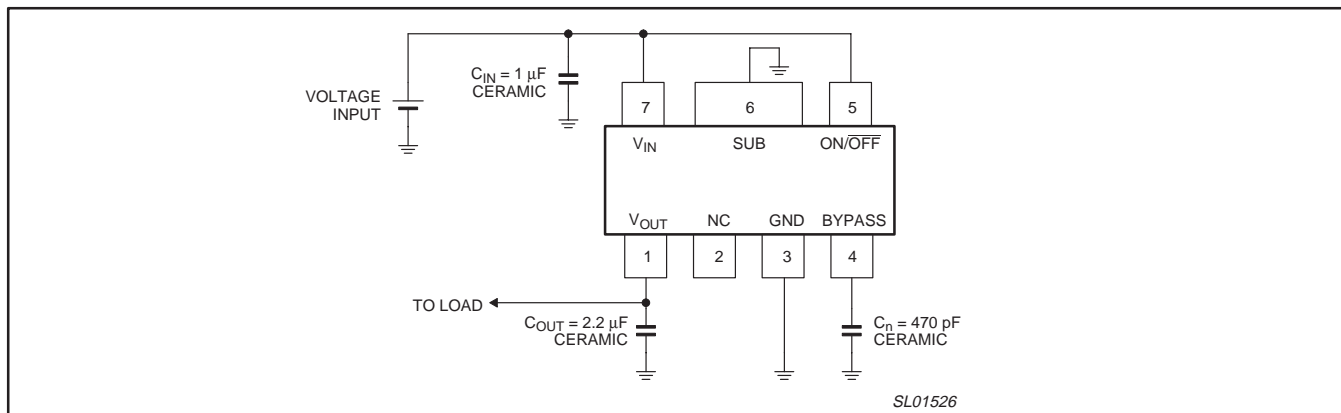 C_IN = 1 μF
CERAMIC
VOLTAGE
INPUT
7
6
5
V_IN
SUB
ON/O̅F̅F̅
V_OUT
NC
GND
BYPASS
1
2
3
4
TO LOAD
C_OUT = 2.2 μF
CERAMIC
C_n = 470 pF
CERAMIC
SL01526